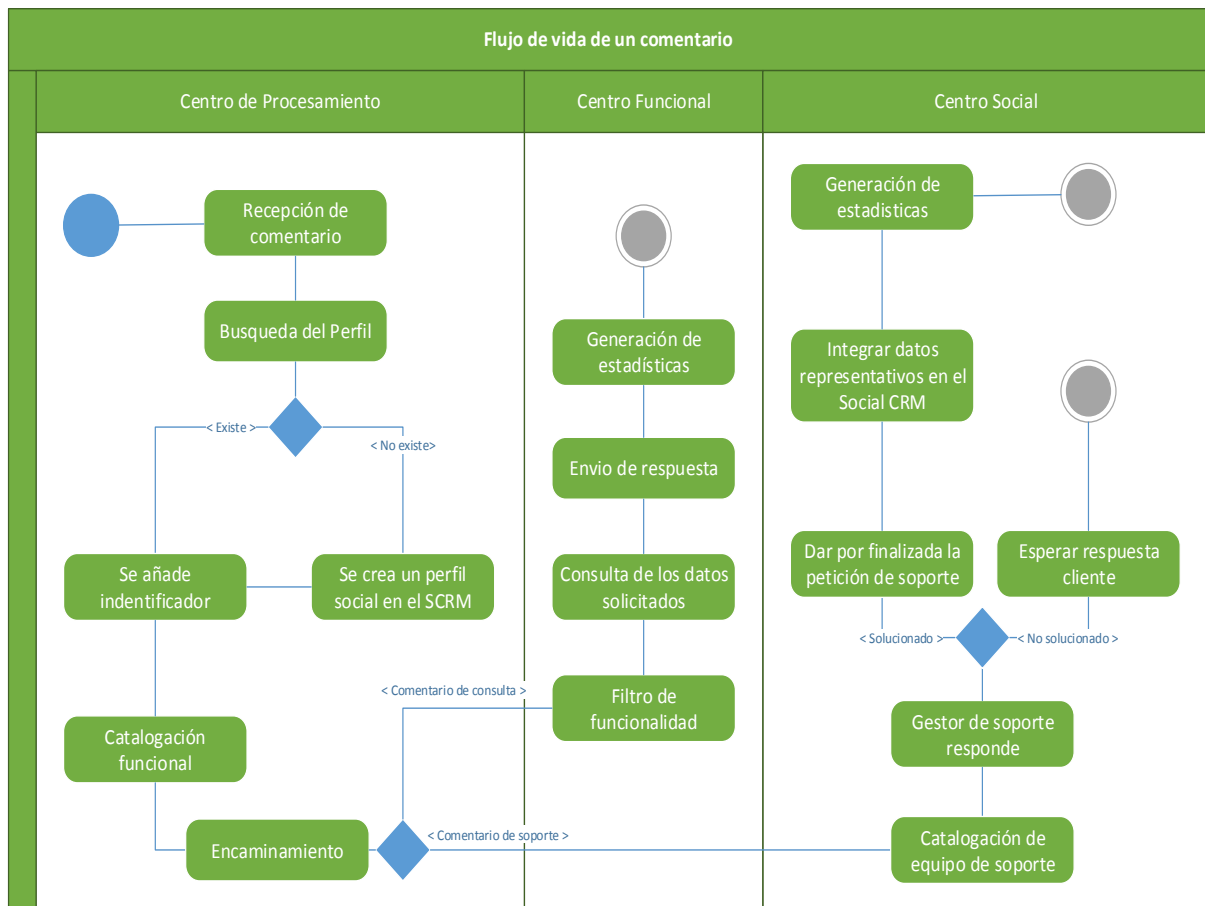 Flujo de vida de un comentario
Centro de Procesamiento
Centro Funcional
Centro Social
Recepción de
comentario
Busqueda del Perfil
< Existe >
< No existe>
Se añade
indentificador
Se crea un perfil
social en el SCRM
Catalogación
funcional
Encaminamiento
< Comentario de consulta >
< Comentario de soporte >
Generación de
estadísticas
Envio de respuesta
Consulta de los datos
solicitados
Filtro de
funcionalidad
Generación de
estadisticas
Integrar datos
representativos en el
Social CRM
Dar por finalizada la
petición de soporte
Esperar respuesta
cliente
< Solucionado >
< No solucionado >
Gestor de soporte
responde
Catalogación de
equipo de soporte